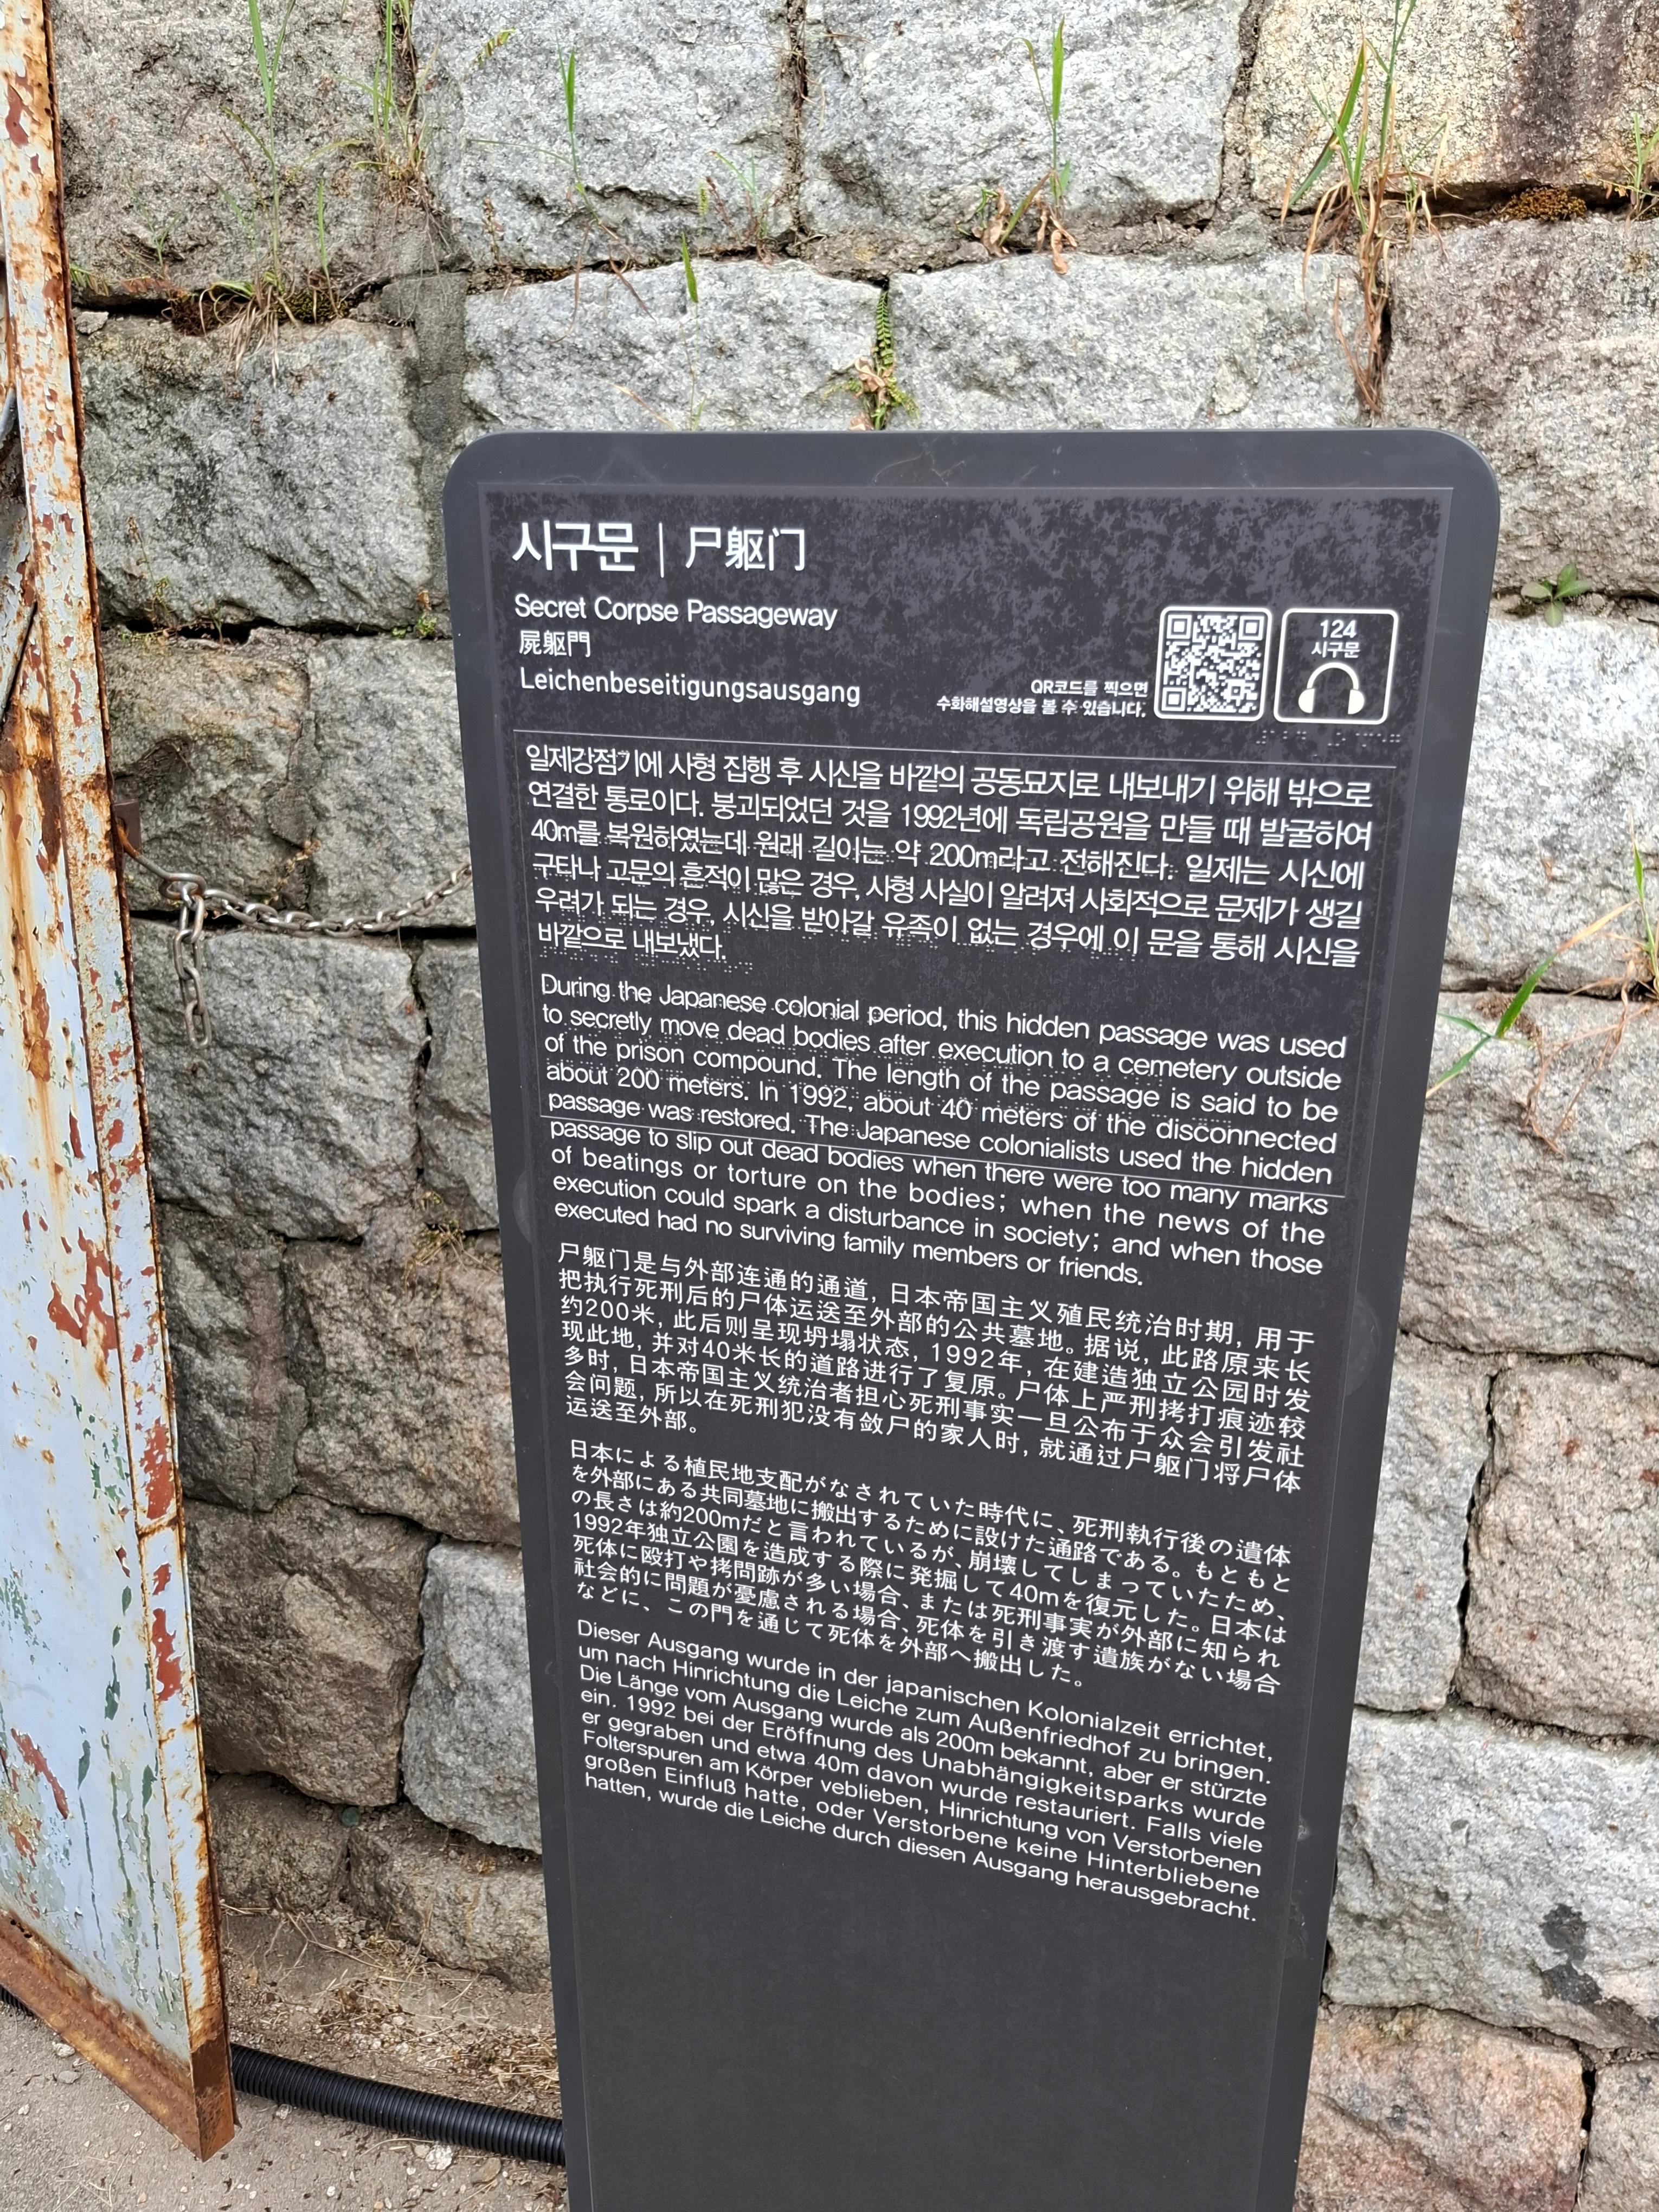 시구문 | 尸躯门
Secret Corpse Passageway
屍躯門
Leichenbeseitigungsausgang
QR코드를 찍으면
수화해설영상을 볼 수 있습니다.
124
시구문
일제강점기에 사형 집행 후 시신을 바깥의 공동묘지로 내보내기 위해 밖으로
연결한 통로이다. 붕괴되었던 것을 1992년에 독립공원을 만들 때 발굴하여
40m를 복원하였는데 원래 길이는 약 200m라고 전해진다. 일제는 시신에
구타나 고문의 흔적이 많은 경우, 사형 사실이 알려져 사회적으로 문제가 생길
우려가 되는 경우, 시신을 받아갈 유족이 없는 경우에 이 문을 통해 시신을
바깥으로 내보냈다.
During the Japanese colonial period, this hidden passage was used
to secretly move dead bodies after execution to a cemetery outside
of the prison compound. The length of the passage is said to be
about 200 meters. In 1992, about 40 meters of the disconnected
passage was restored. The Japanese colonialists used the hidden
passage to slip out dead bodies when there were too many marks
of beatings or torture on the bodies; when the news of the
execution could spark a disturbance in society; and when those
executed had no surviving family members or friends.
尸躯门是与外部连通的通道, 日本帝国主义殖民统治时期, 用于
把执行死刑后的尸体运送至外部的公共墓地。据说, 此路原来长
约200米, 此后则呈现坍塌状态, 1992年, 在建造独立公园时发
现此地, 并对40米长的道路进行了复原。尸体上严刑拷打痕迹较
多时, 日本帝国主义统治者担心死刑事实一旦公布于众会引发社
会问题, 所以在死刑犯没有敛尸的家人时, 就通过尸躯门将尸体
运送至外部。
日本による植民地支配がなされていた時代に、死刑執行後の遺体
を外部にある共同墓地に搬出するために設けた通路である。もともと
の長さは約200mだと言われているが、崩壊してしまっていたため、
1992年独立公園を造成する際に発掘して40mを復元した。日本は
死体に殴打や拷問跡が多い場合、または死刑事実が外部に知られ
社会的に問題が憂慮される場合、死体を引き渡す遺族がない場合
などに、この門を通じて死体を外部へ搬出した。
Dieser Ausgang wurde in der japanischen Kolonialzeit errichtet,
um nach Hinrichtung die Leiche zum Außenfriedhof zu bringen.
Die Länge vom Ausgang wurde als 200m bekannt, aber er stürzte
ein. 1992 bei der Eröffnung des Unabhängigkeitsparks wurde
er gegraben und etwa 40m davon wurde restauriert. Falls viele
Folterspuren am Körper veblieben, Hinrichtung von Verstorbenen
großen Einfluß hatte, oder Verstorbene keine Hinterbliebene
hatten, wurde die Leiche durch diesen Ausgang herausgebracht.